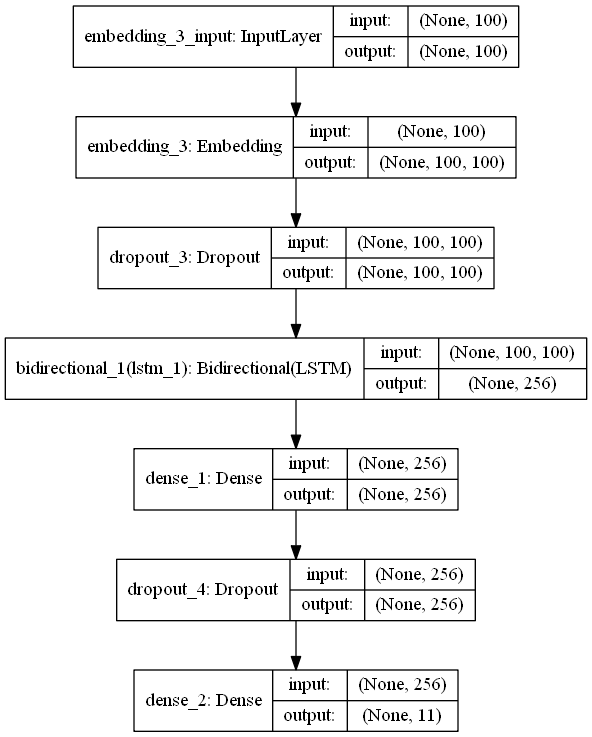 embedding_3_input: InputLayer
input: (None, 100)
output: (None, 100)
embedding_3: Embedding
input: (None, 100)
output: (None, 100, 100)
dropout_3: Dropout
input: (None, 100, 100)
output: (None, 100, 100)
bidirectional_1(lstm_1): Bidirectional(LSTM)
input: (None, 100, 100)
output: (None, 256)
dense_1: Dense
input: (None, 256)
output: (None, 256)
dropout_4: Dropout
input: (None, 256)
output: (None, 256)
dense_2: Dense
input: (None, 256)
output: (None, 11)